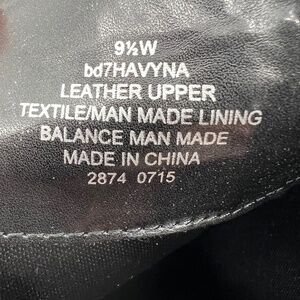 9½W
bd7HAVYNA
LEATHER UPPER
TEXTILE/MAN MADE LINING
BALANCE MAN MADE
MADE IN CHINA
2874 0715